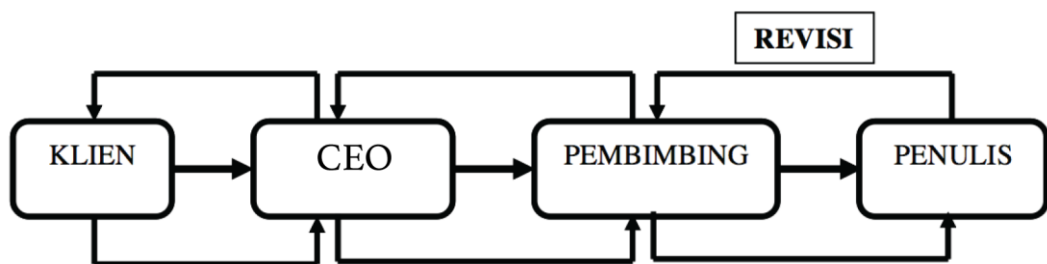 REVISI
KLIEN
CEO
PEMBIMBING
PENULIS